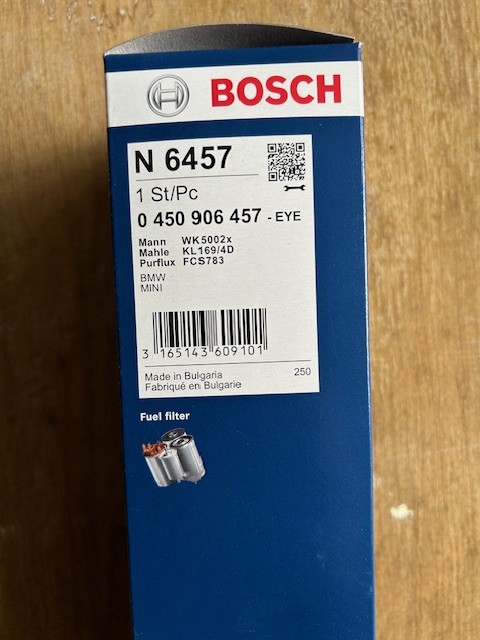 BOSCH
N 6457
1 St/Pc
0 450 906 457 - EYE
Mann WK5002x
Mahle KL169/4D
Purflux FCS783
BMW
MINI
3 165143 609101
Made in Bulgaria 250
Fabriqué en Bulgarie
Fuel filter